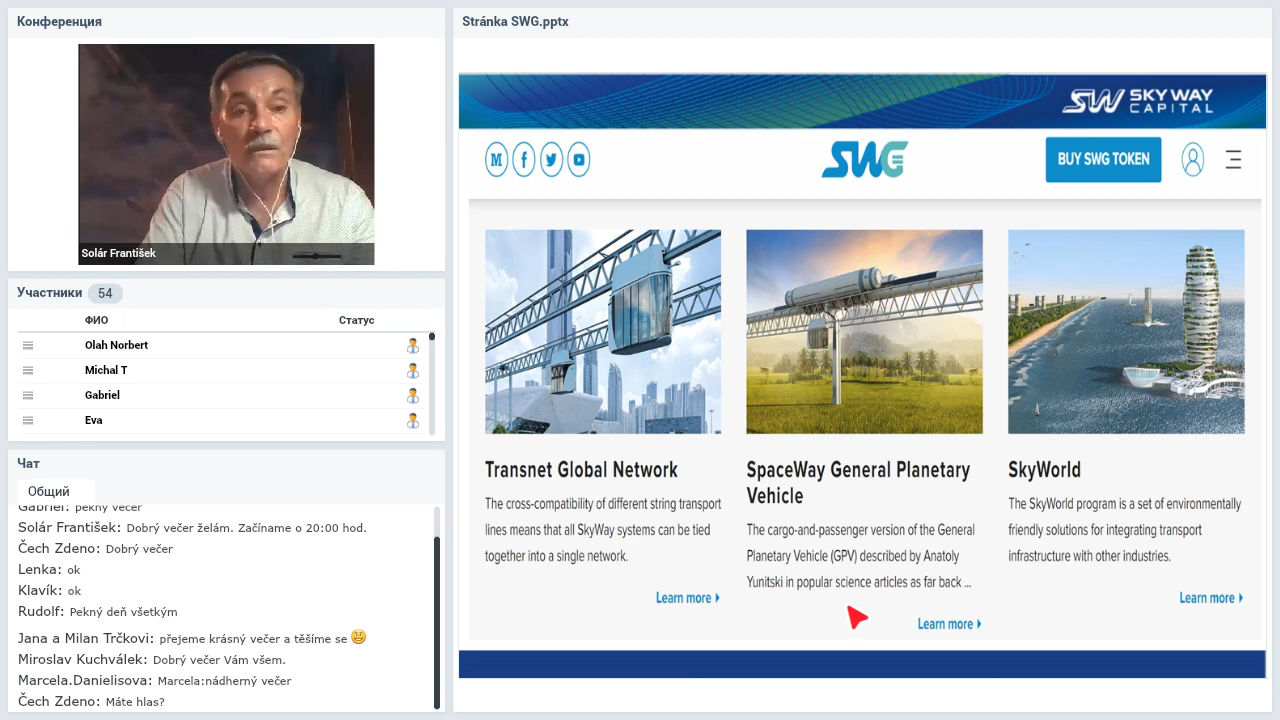 Конференция
Solár František
Участники 54
ФИО Статус
Olah Norbert
Michal T
Gabriel
Eva
Чат
Общий
Gabriel: pekný večer
Solár František: Dobrý večer želám. Začíname o 20:00 hod.
Čech Zdeno: Dobrý večer
Lenka: ok
Klavík: ok
Rudolf: Pekný deň všetkým
Jana a Milan Trčkovi: přejeme krásný večer a těšíme se
Miroslav Kuchválek: Dobrý večer Vám všem.
Marcela.Danielisova: Marcela:nádherný večer
Čech Zdeno: Máte hlas?
Stránka SWG.pptx
SW SKY WAY
CAPITAL
M
SWG
BUY SWG TOKEN
Transnet Global Network
The cross-compatibility of different string transport
lines means that all SkyWay systems can be tied
together into a single network.
Learn more
SpaceWay General Planetary
Vehicle
The cargo-and-passenger version of the General
Planetary Vehicle (GPV) described by Anatoly
Yunitski in popular science articles as far back ...
Learn more
SkyWorld
The SkyWorld program is a set of environmentally
friendly solutions for integrating transport
infrastructure with other industries.
Learn more